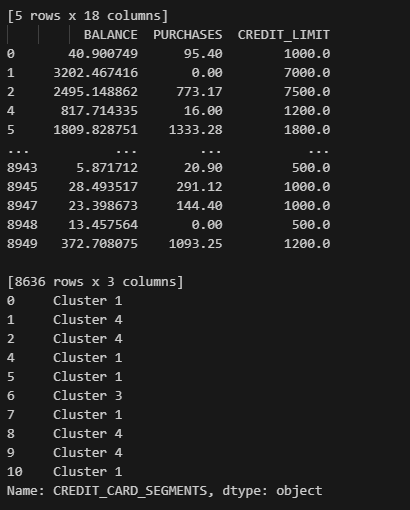 [5 rows x 18 columns]
BALANCE PURCHASES CREDIT_LIMIT
0 40.900749 95.40 1000.0
1 3202.467416 0.00 7000.0
2 2495.148862 773.17 7500.0
4 817.714335 16.00 1200.0
5 1809.828751 1333.28 1800.0
... ... ... ...
8943 5.871712 20.90 500.0
8945 28.493517 291.12 1000.0
8947 23.398673 144.40 1000.0
8948 13.457564 0.00 500.0
8949 372.708075 1093.25 1200.0
[8636 rows x 3 columns]
0 Cluster 1
1 Cluster 4
2 Cluster 4
4 Cluster 1
5 Cluster 1
6 Cluster 3
7 Cluster 1
8 Cluster 4
9 Cluster 4
10 Cluster 1
Name: CREDIT_CARD_SEGMENTS, dtype: object